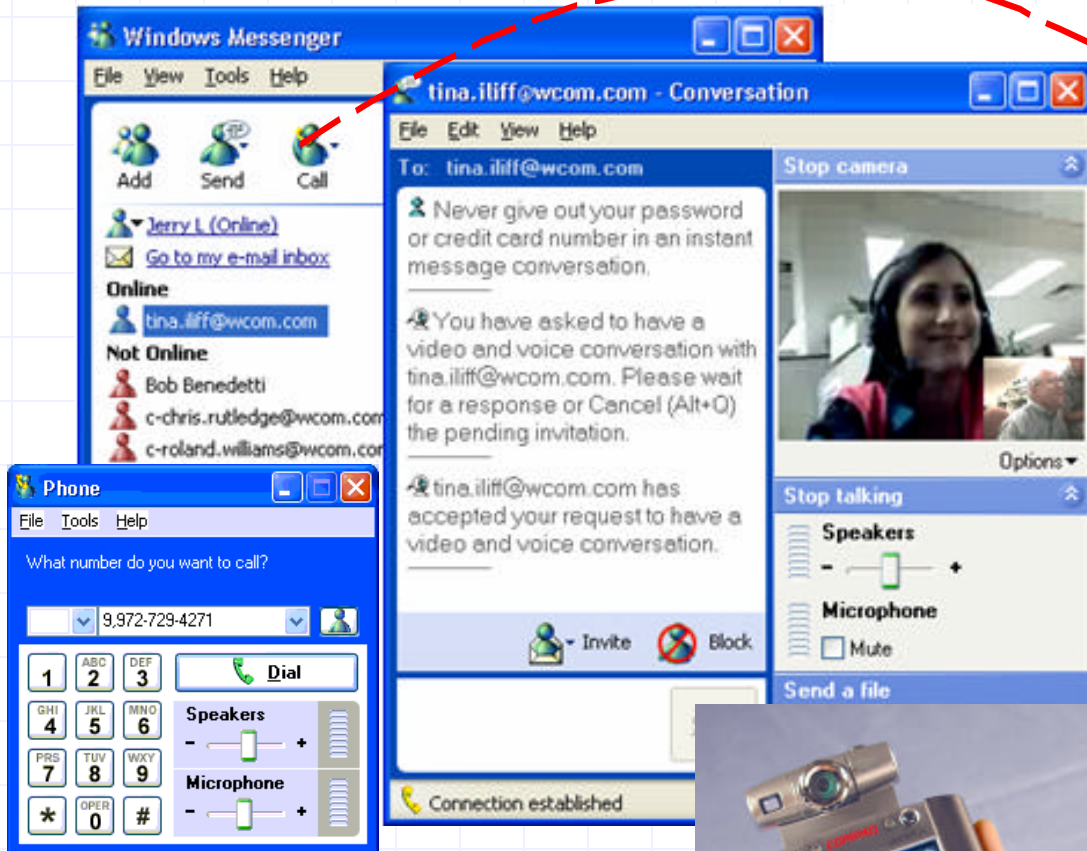 Windows Messenger
File View Tools Help
Add Send Call
Jerry L (Online)
Go to my e-mail inbox
Online
tina.iliff@wcom.com
Not Online
Bob Benedetti
c-chris.rutledge@wcom.com
c-roland.williams@wcom.cor
tina.iliff@wcom.com - Conversation
File Edit View Help
To: tina.iliff@wcom.com
Never give out your password
or credit card number in an instant
message conversation.
You have asked to have a
video and voice conversation with
tina.iliff@wcom.com. Please wait
for a response or Cancel (Alt+Q)
the pending invitation.
tina.iliff@wcom.com has
accepted your request to have a
video and voice conversation.
Invite Block
Connection established
Stop camera
Options
Stop talking
Speakers
- +
Microphone
Mute
Send a file
Phone
File Tools Help
What number do you want to call?
9,972-729-4271
1 ABC 2 DEF 3
GHI 4 JKL 5 MNO 6
PRS 7 TUV 8 WXY 9
* OPER 0 #
Dial
Speakers
- +
Microphone
- +
COMPAQ